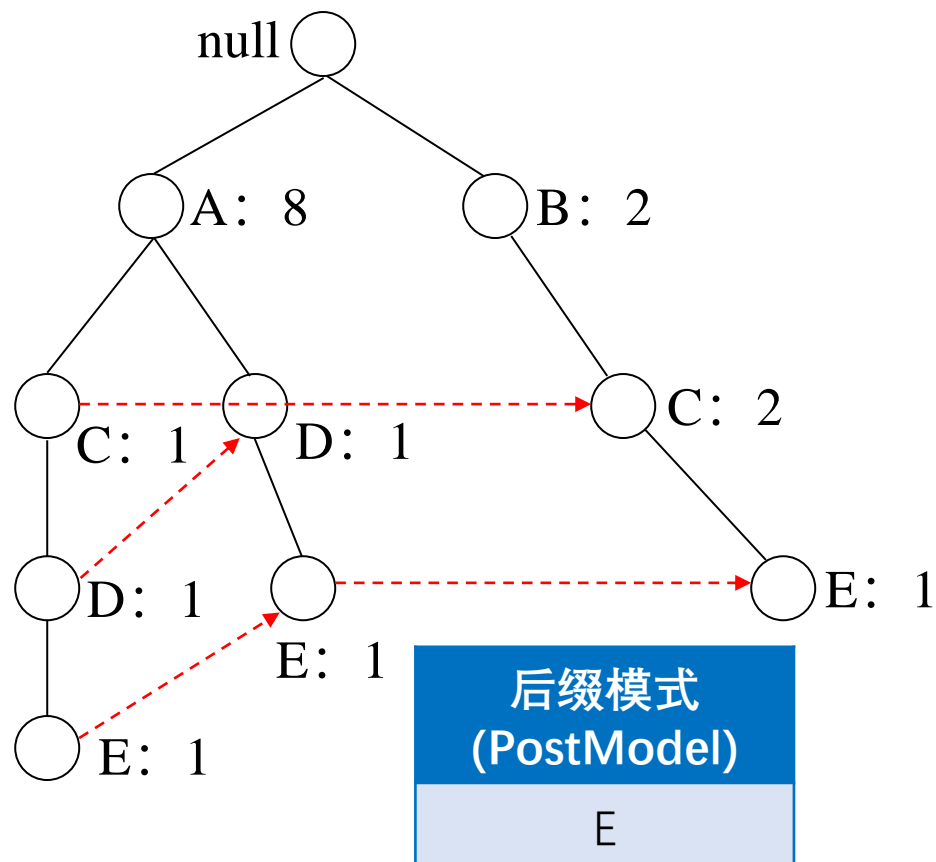 null
A：8
B：2
C：1
D：1
C：2
D：1
E：1
E：1
E：1
后缀模式
(PostModel)
E